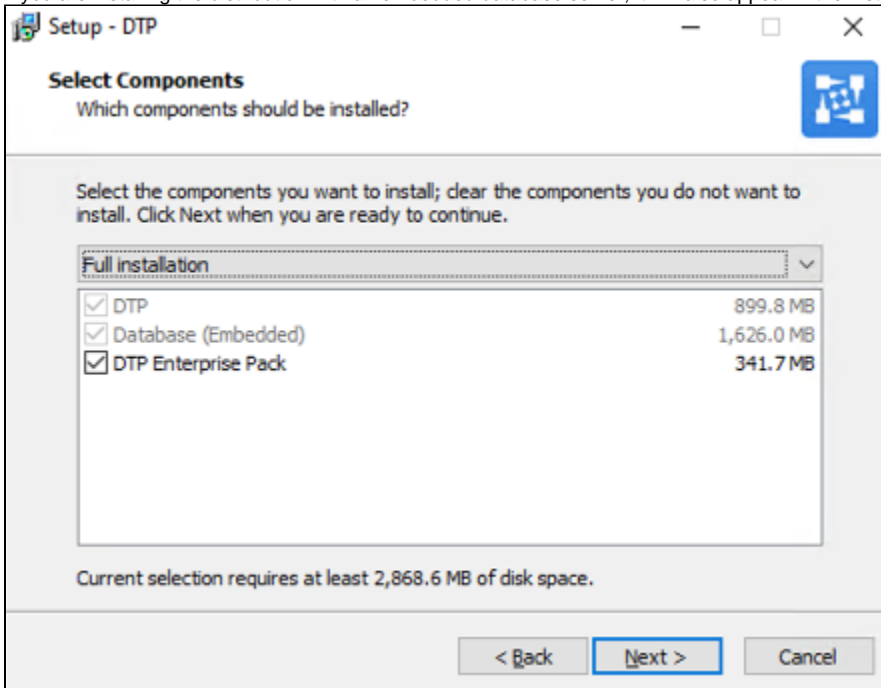 Setup - DTP
Select Components
Which components should be installed?
Select the components you want to install; clear the components you do not want to
install. Click Next when you are ready to continue.
Full installation
DTP 899.8 MB
Database (Embedded) 1,626.0 MB
DTP Enterprise Pack 341.7 MB
Current selection requires at least 2,868.6 MB of disk space.
< Back Next > Cancel